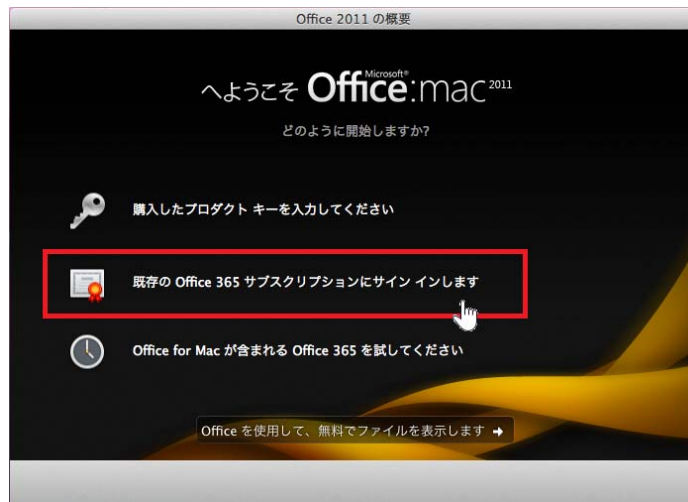 Office 2011 の概要
へようこそ Microsoft® Office:mac 2011
どのように開始しますか?
購入したプロダクト キーを入力してください
既存の Office 365 サブスクリプションにサイン インします
Office for Mac が含まれる Office 365 を試してください
Office を使用して、無料でファイルを表示します